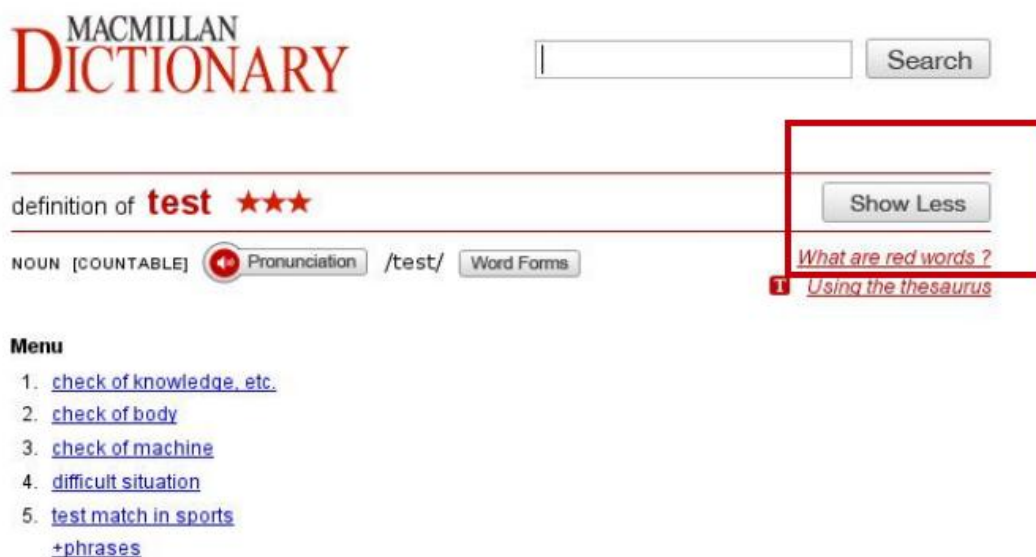 MACMILLAN
DICTIONARY
Search
definition of test ★★★
Show Less
NOUN [COUNTABLE] Pronunciation /test/ Word Forms
What are red words ?
T Using the thesaurus
Menu
1. check of knowledge, etc.
2. check of body
3. check of machine
4. difficult situation
5. test match in sports
+phrases